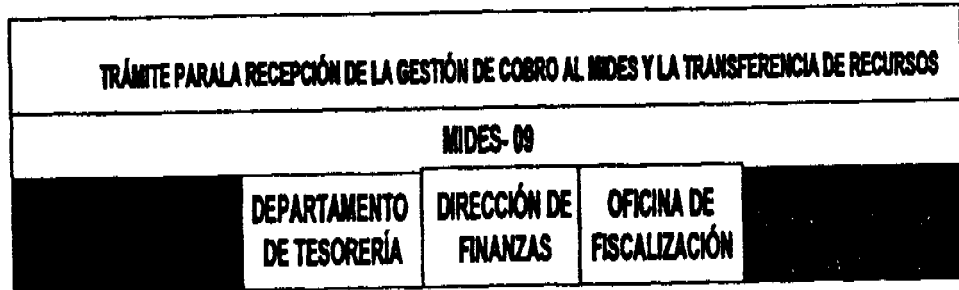 TRÁMITE PARALA RECEPCIÓN DE LA GESTIÓN DE COBRO AL MIDES Y LA TRANSFERENCIA DE RECURSOS
MIDES- 09
DEPARTAMENTO
DE TESORERÍA
DIRECCIÓN DE
FINANZAS
OFICINA DE
FISCALIZACIÓN